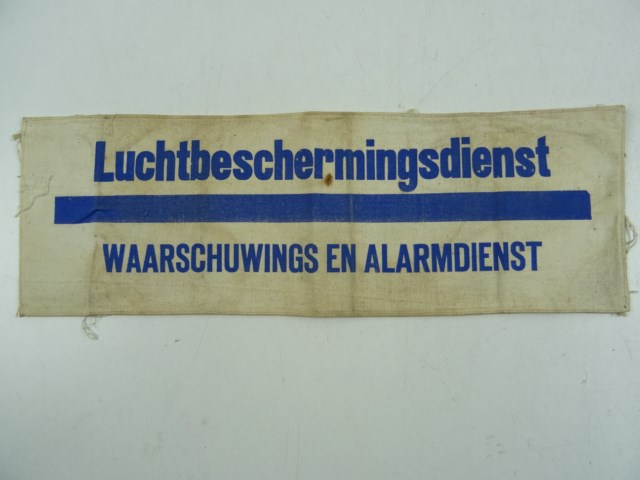 Luchtbeschermingsdienst
WAARSCHUWINGS EN ALARMDIENST